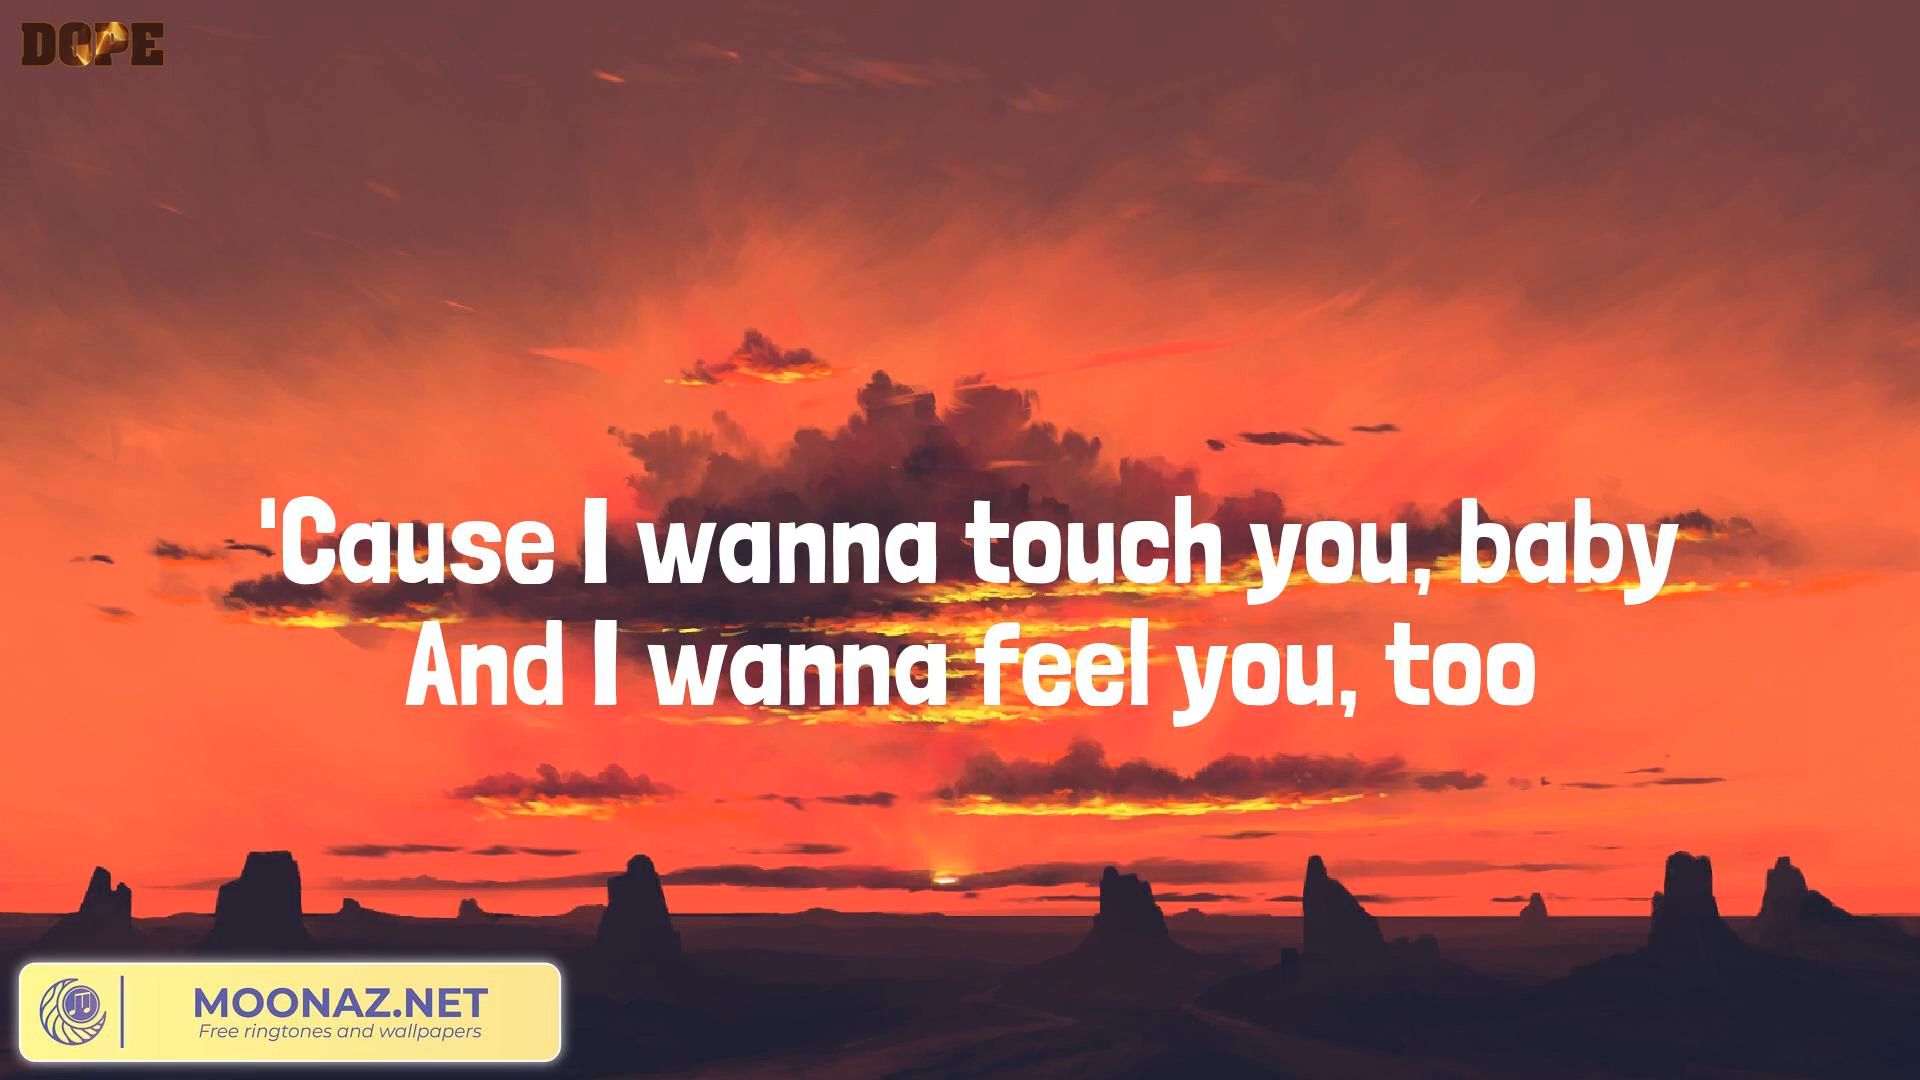 DOPE
'Cause I wanna touch you, baby
And I wanna feel you, too
MOONAZ.NET
Free ringtones and wallpapers